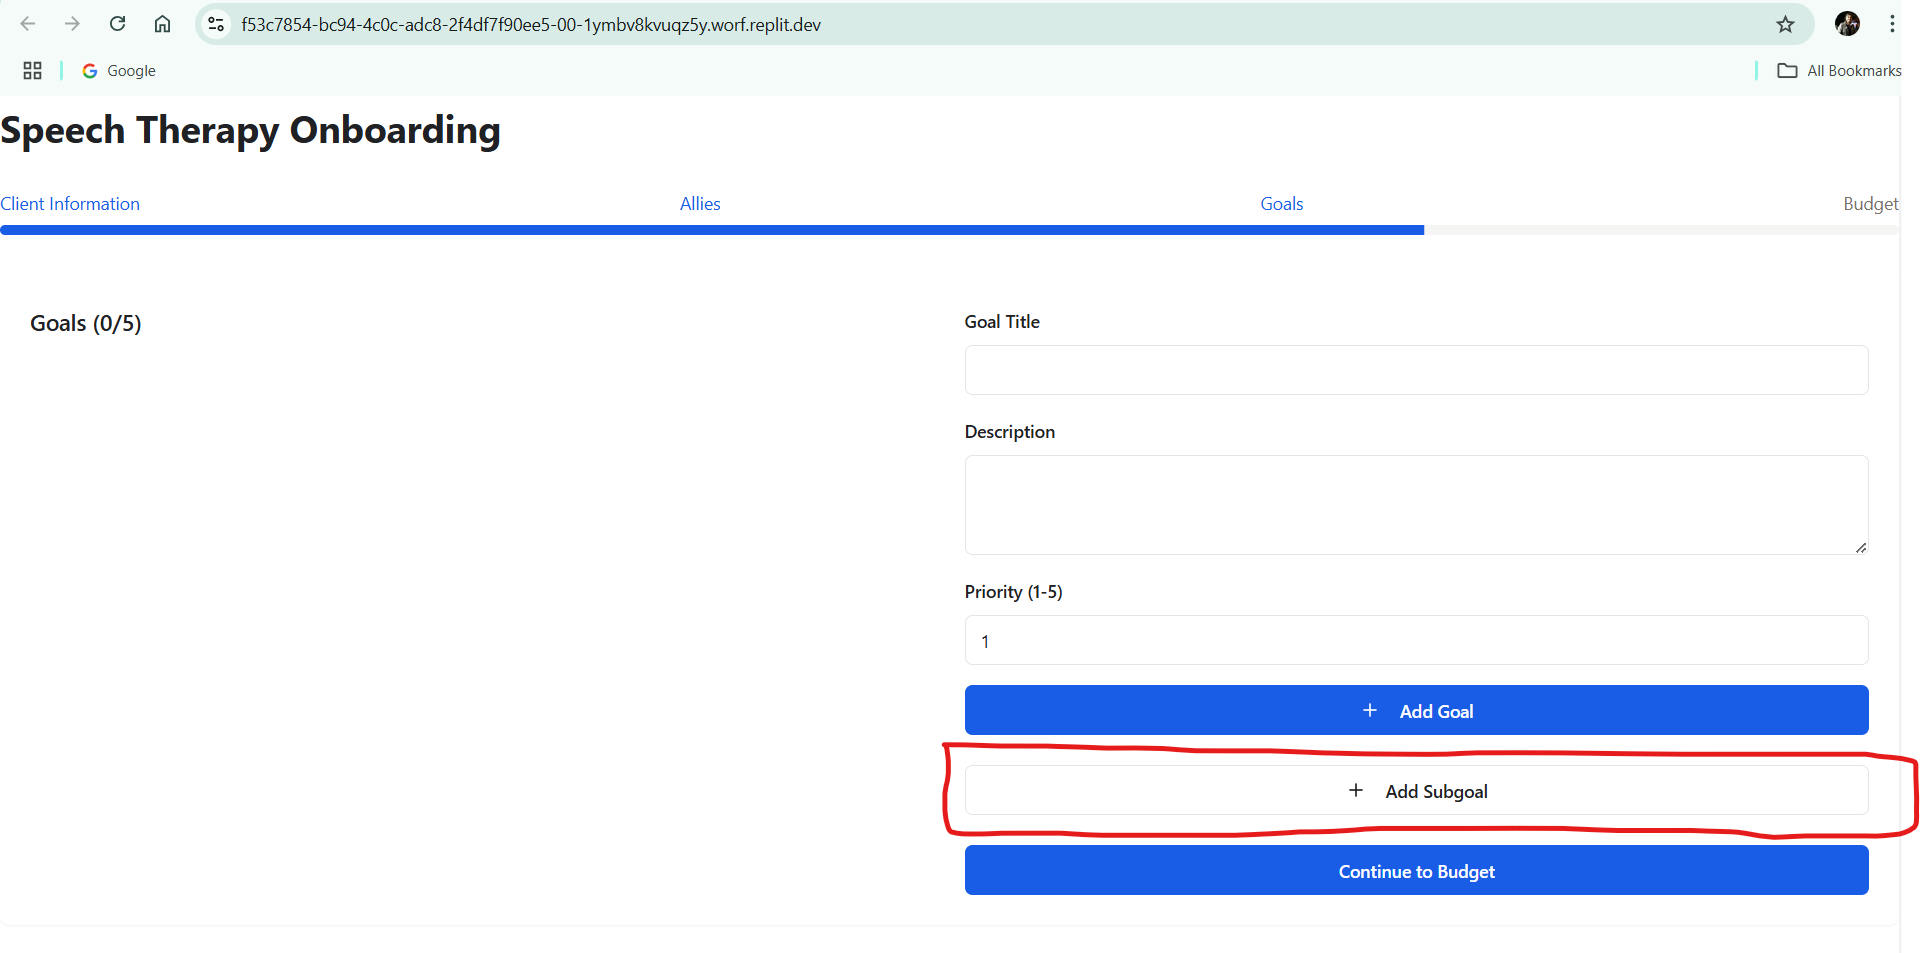 f53c7854-bc94-4c0c-adc8-2f4df7f90ee5-00-1ymbv8kvuqz5y.worf.replit.dev
Google
All Bookmarks
Speech Therapy Onboarding
Client Information Allies Goals Budget
Goals (0/5)
Goal Title
Description
Priority (1-5)
1
+ Add Goal
+ Add Subgoal
Continue to Budget